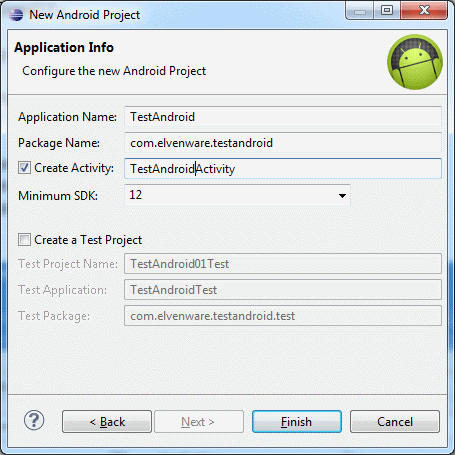 New Android Project
Application Info
Configure the new Android Project
Application Name: TestAndroid
Package Name: com.elvenware.testandroid
Create Activity: TestAndroidActivity
Minimum SDK: 12
Create a Test Project
Test Project Name: TestAndroid01Test
Test Application: TestAndroidTest
Test Package: com.elvenware.testandroid.test
? < Back Next > Finish Cancel